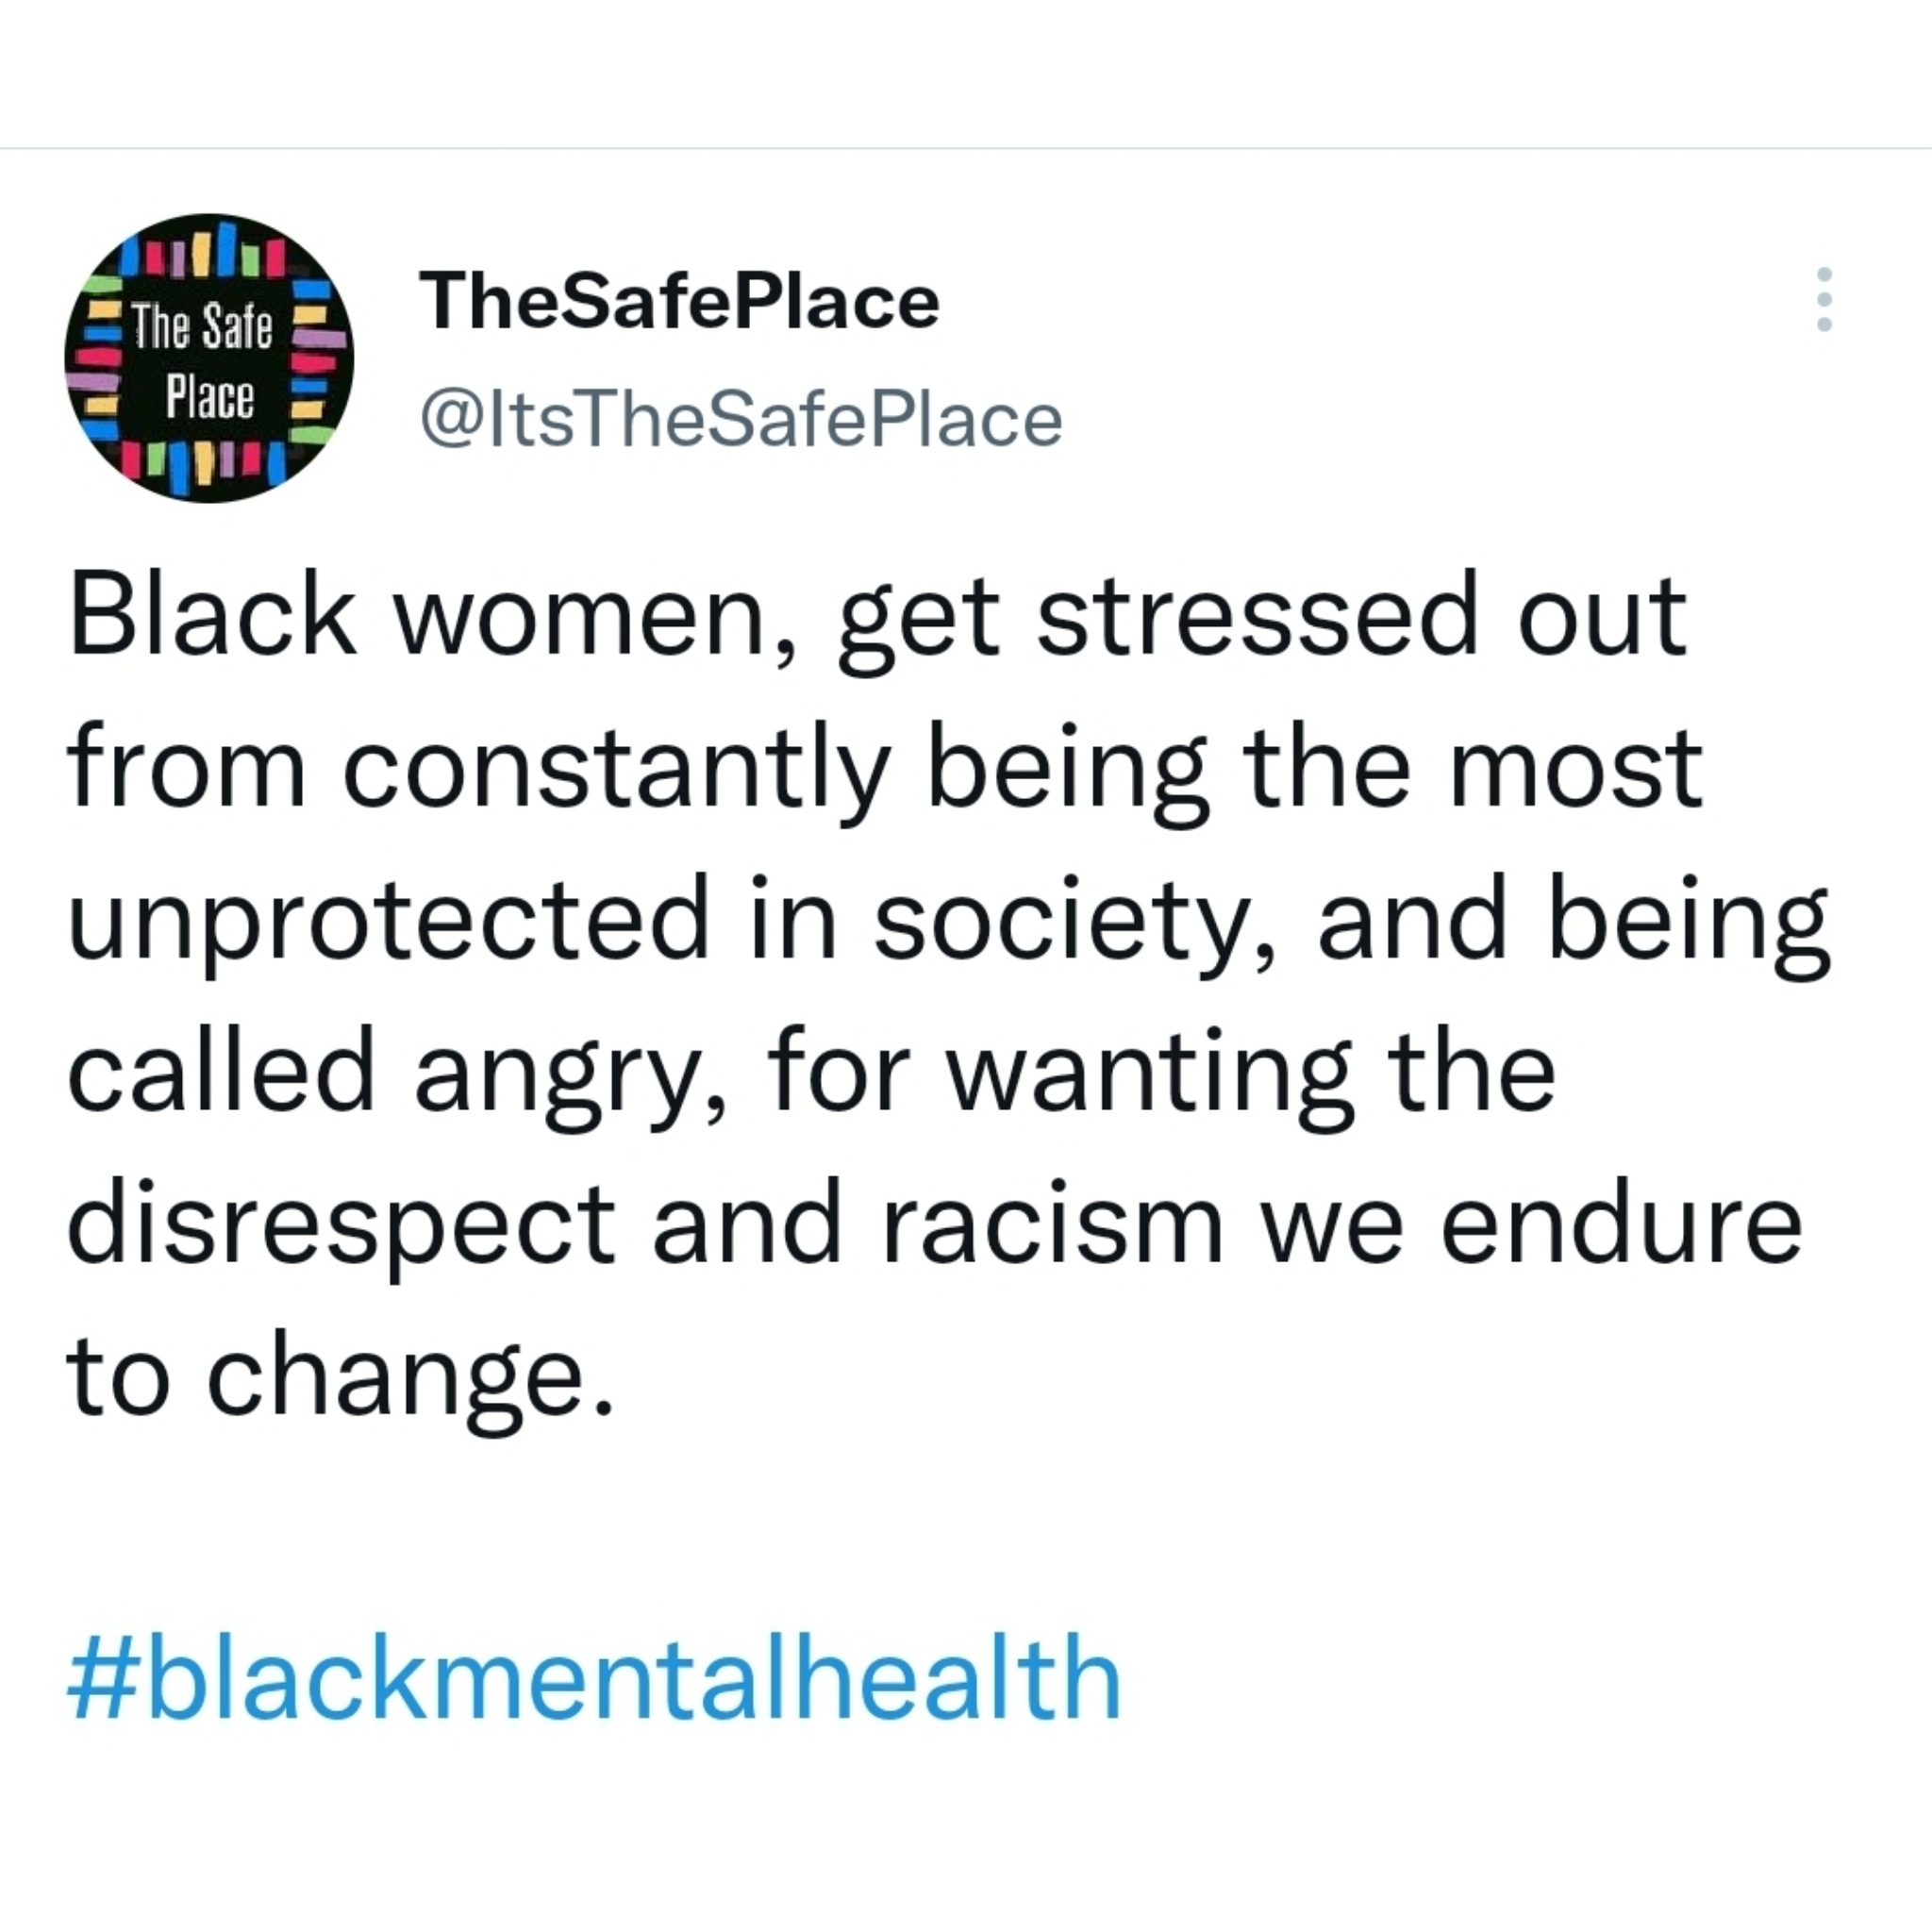 The Safe
Place
TheSafePlace
@ItsTheSafePlace
Black women, get stressed out
from constantly being the most
unprotected in society, and being
called angry, for wanting the
disrespect and racism we endure
to change.
#blackmentalhealth